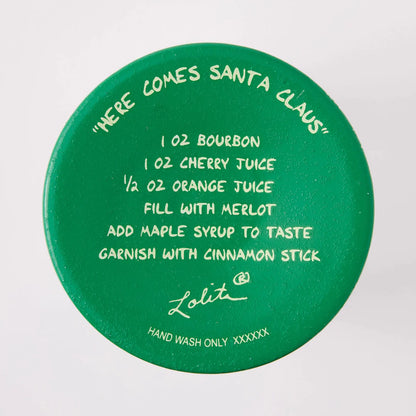 "HERE COMES SANTA CLAUS"
1 OZ BOURBON
1 OZ CHERRY JUICE
½ OZ ORANGE JUICE
FILL WITH MERLOT
ADD MAPLE SYRUP TO TASTE
GARNISH WITH CINNAMON STICK
Lolita®
HAND WASH ONLY XXXXXX